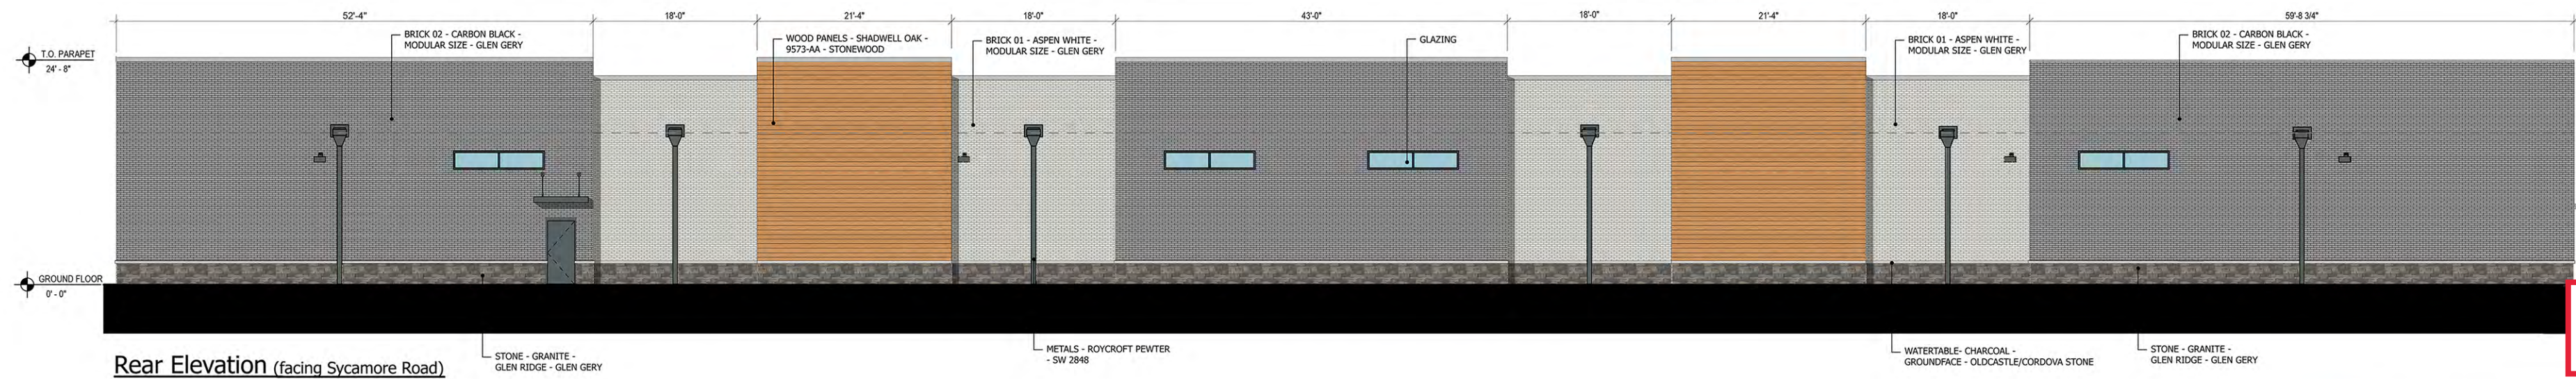 52'-4"
18'-0"
21'-4"
18'-0"
43'-0"
18'-0"
21'-4"
18'-0"
59'-8 3/4"
BRICK 02 - CARBON BLACK -
MODULAR SIZE - GLEN GERY
WOOD PANELS - SHADWELL OAK -
9573-AA - STONEWOOD
BRICK 01 - ASPEN WHITE -
MODULAR SIZE - GLEN GERY
GLAZING
BRICK 01 - ASPEN WHITE -
MODULAR SIZE - GLEN GERY
BRICK 02 - CARBON BLACK -
MODULAR SIZE - GLEN GERY
T.O. PARAPET
24' - 8"
GROUND FLOOR
0' - 0"
STONE - GRANITE -
GLEN RIDGE - GLEN GERY
METALS - ROYCROFT PEWTER
- SW 2848
WATERTABLE- CHARCOAL -
GROUNDFACE - OLDCASTLE/CORDOVA STONE
STONE - GRANITE -
GLEN RIDGE - GLEN GERY
Rear Elevation (facing Sycamore Road)